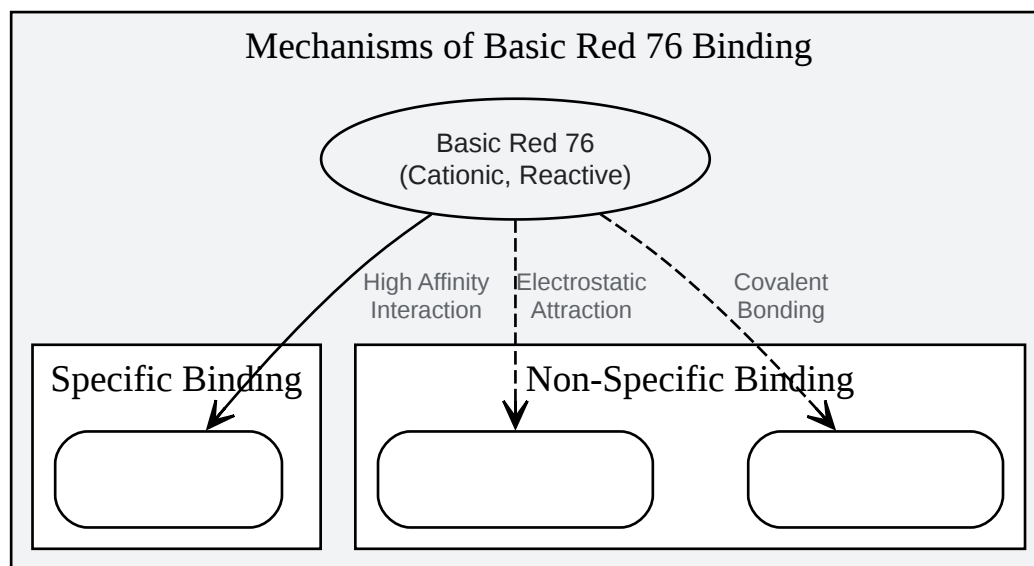 Mechanisms of Basic Red 76 Binding
Basic Red 76
(Cationic, Reactive)
High Affinity
Interaction
Electrostatic
Attraction
Covalent
Bonding
Specific Binding
Non-Specific Binding